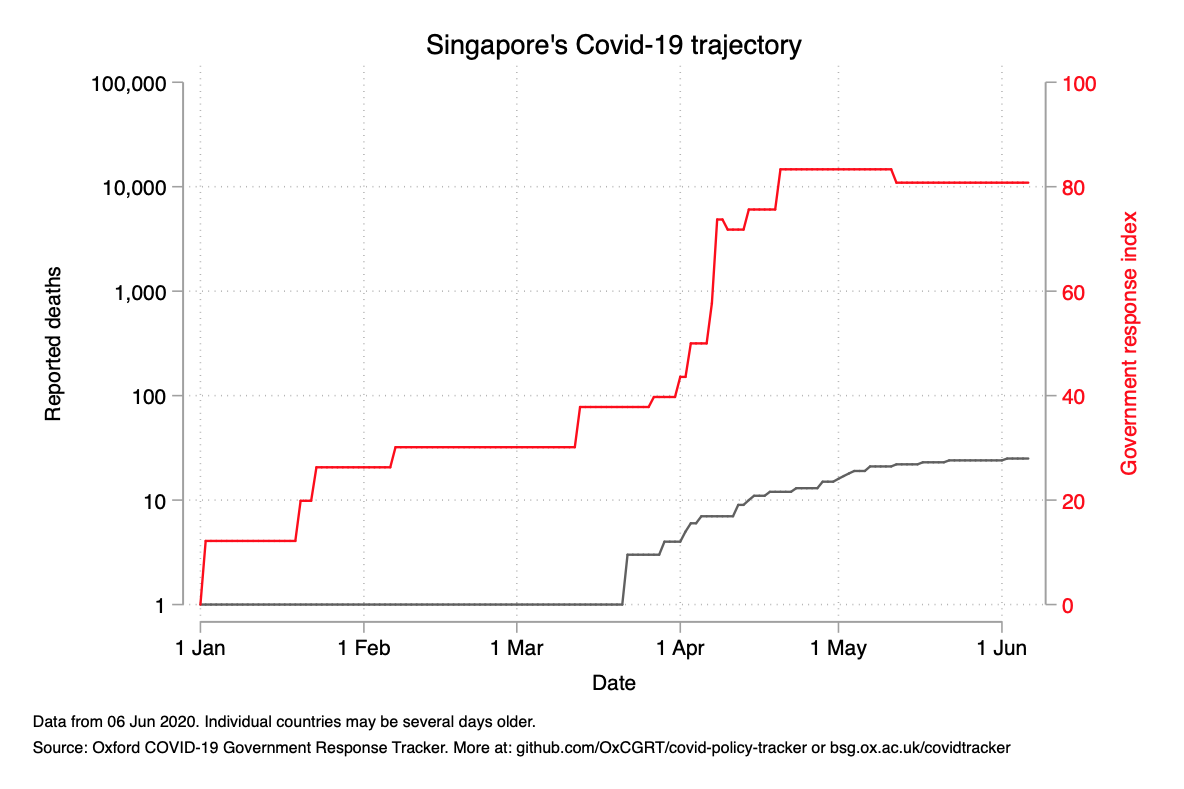 Singapore's Covid-19 trajectory
100,000
10,000
1,000
100
10
1
Reported deaths
100
80
60
40
20
0
Government response index
1 Jan
1 Feb
1 Mar
1 Apr
1 May
1 Jun
Date
Data from 06 Jun 2020. Individual countries may be several days older.
Source: Oxford COVID-19 Government Response Tracker. More at: github.com/OxCGRT/covid-policy-tracker or bsg.ox.ac.uk/covidtracker